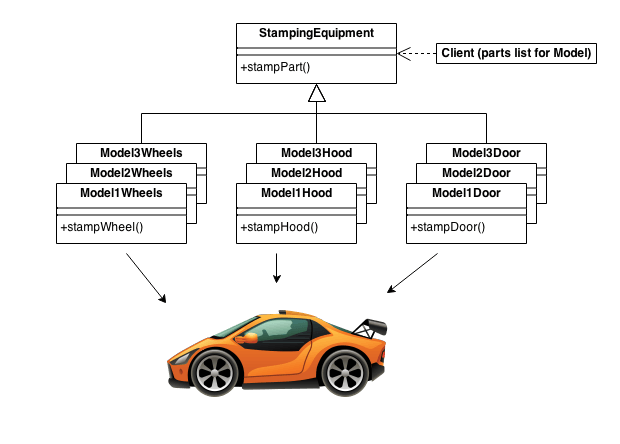 StampingEquipment
+stampPart()
Client (parts list for Model)
Model3Wheels
Model2Wheels
Model1Wheels
+stampWheel()
Model3Hood
Model2Hood
Model1Hood
+stampHood()
Model3Door
Model2Door
Model1Door
+stampDoor()